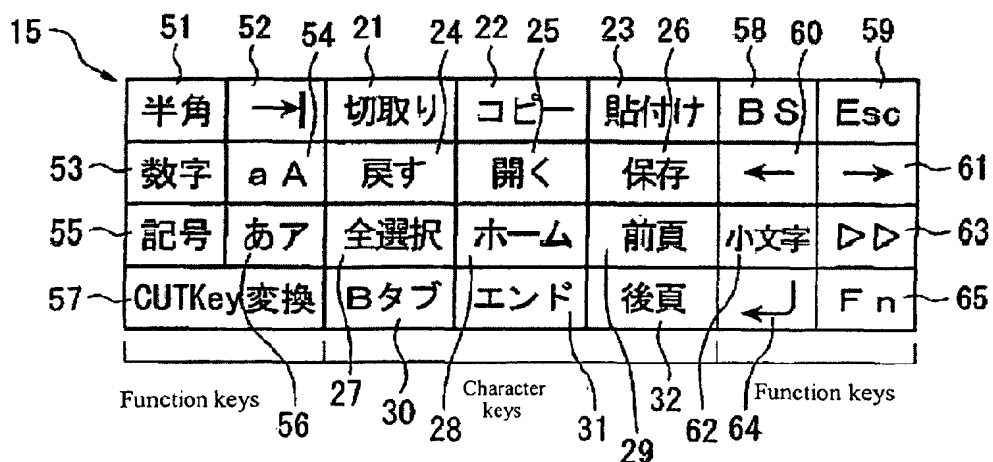 15 51 52 54 21 24 22 25 23 26 58 60 59
半角 →| 切取り コピー 貼付け BS Esc
53 数字 aA 戻す 開く 保存 ← → 61
55 記号 あア 全選択 ホーム 前頁 小文字 ▷▷ 63
57 CUTKey変換 Bタブ エンド 後頁 ↵ Fn 65
Function keys 56 27 30 28 Character keys 31 32 29 62 64 Function keys